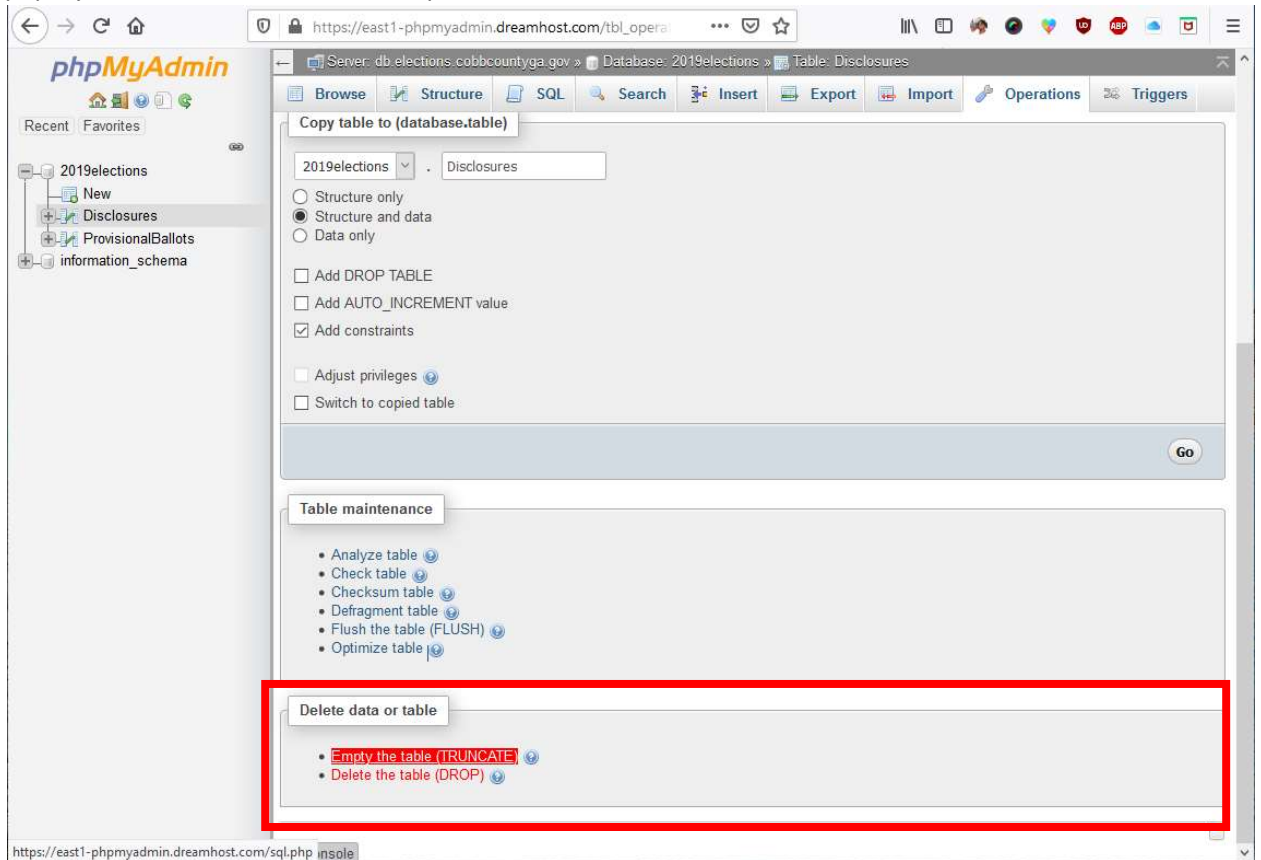 https://east1-phpmyadmin.dreamhost.com/tbl_opera
phpMyAdmin
Recent Favorites
2019elections
New
Disclosures
ProvisionalBallots
information_schema
Server: db.elections.cobbcountyga.gov » Database: 2019elections » Table: Disclosures
Browse Structure SQL Search Insert Export Import Operations Triggers
Copy table to (database.table)
2019elections . Disclosures
Structure only
Structure and data
Data only
Add DROP TABLE
Add AUTO_INCREMENT value
Add constraints
Adjust privileges
Switch to copied table
Go
Table maintenance
Analyze table
Check table
Checksum table
Defragment table
Flush the table (FLUSH)
Optimize table
Delete data or table
Empty the table (TRUNCATE)
Delete the table (DROP)
https://east1-phpmyadmin.dreamhost.com/sql.php onsole